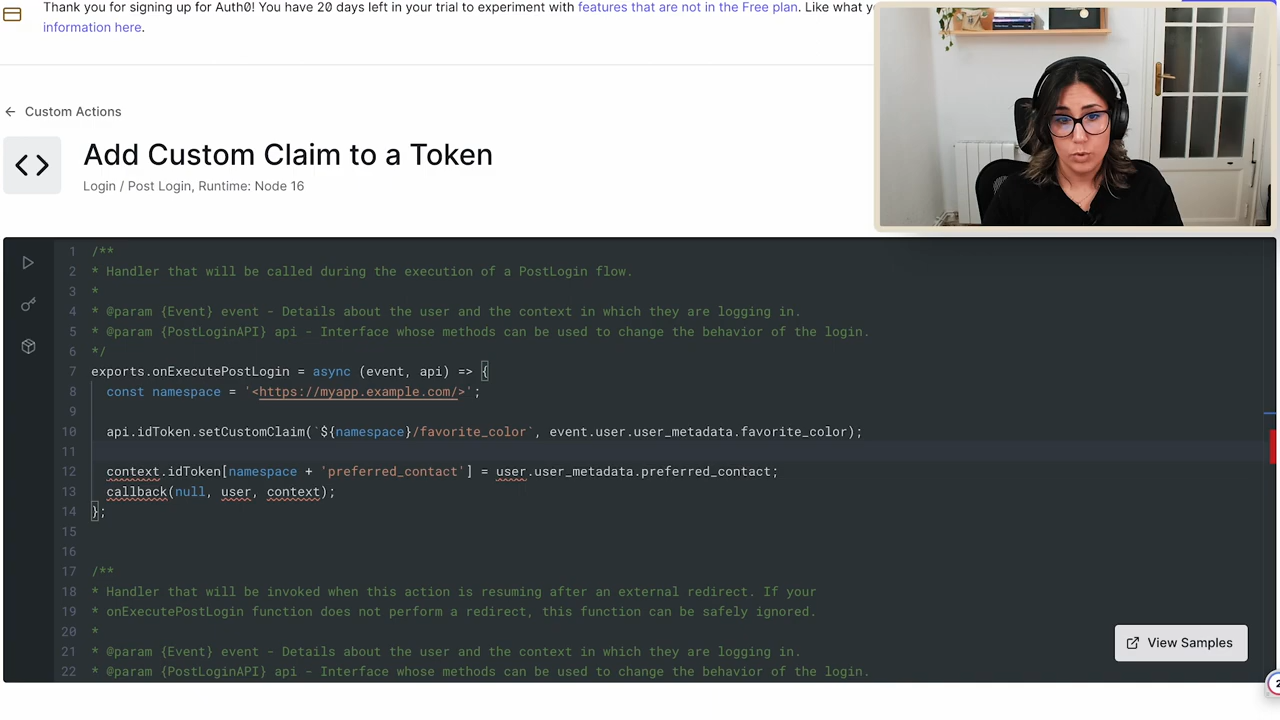 Thank you for signing up for Auth0! You have 20 days left in your trial to experiment with features that are not in the Free plan. Like what
information here.
← Custom Actions
<> Add Custom Claim to a Token
Login / Post Login, Runtime: Node 16
1 /**
2 * Handler that will be called during the execution of a PostLogin flow.
3 *
4 * @param {Event} event - Details about the user and the context in which they are logging in.
5 * @param {PostLoginAPI} api - Interface whose methods can be used to change the behavior of the login.
6 */
7 exports.onExecutePostLogin = async (event, api) => {
8 const namespace = '<https://myapp.example.com/>';
9
10 api.idToken.setCustomClaim(`${namespace}/favorite_color`, event.user.user_metadata.favorite_color);
11
12 context.idToken[namespace + 'preferred_contact'] = user.user_metadata.preferred_contact;
13 callback(null, user, context);
14 };
15
16
17 /**
18 * Handler that will be invoked when this action is resuming after an external redirect. If your
19 * onExecutePostLogin function does not perform a redirect, this function can be safely ignored.
20 *
21 * @param {Event} event - Details about the user and the context in which they are logging in.
22 * @param {PostLoginAPI} api - Interface whose methods can be used to change the behavior of the login.
View Samples
2